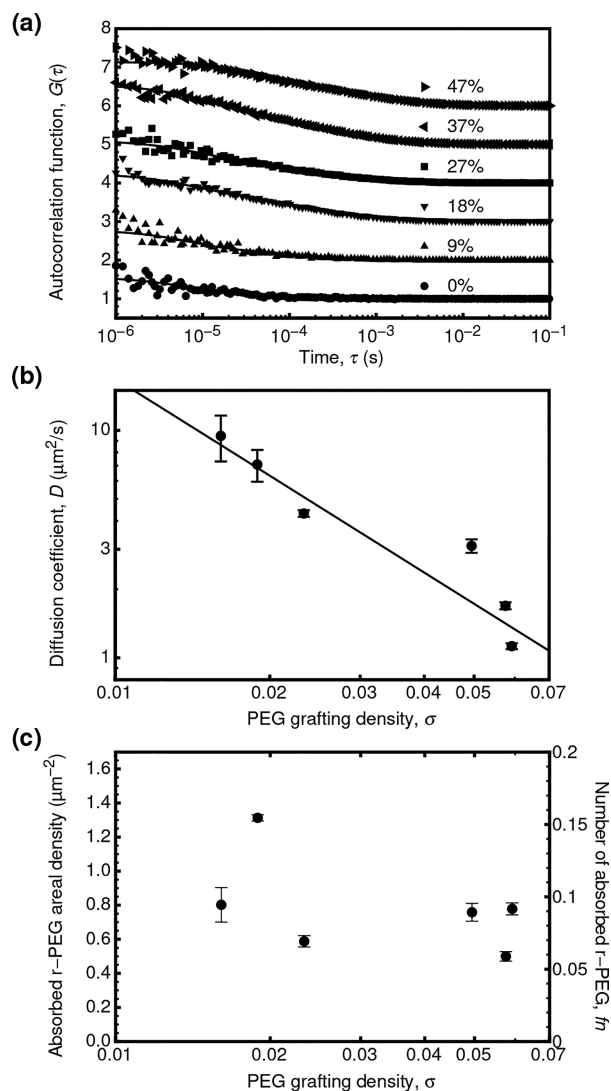 (a)
Autocorrelation function, G(τ)
8
7
6
5
4
3
2
1
47%
37%
27%
18%
9%
0%
10⁻⁶ 10⁻⁵ 10⁻⁴ 10⁻³ 10⁻² 10⁻¹
Time, τ (s)
(b)
Diffusion coefficient, D (μm²/s)
10
3
1
0.01 0.02 0.03 0.04 0.05 0.07
PEG grafting density, σ
(c)
Absorbed r−PEG areal density (μm⁻²)
1.6
1.4
1.2
1.0
0.8
0.6
0.4
0.2
0.0
0.2
0.15
0.1
0.05
0
Number of absorbed r−PEG, fn
0.01 0.02 0.03 0.04 0.05 0.07
PEG grafting density, σ